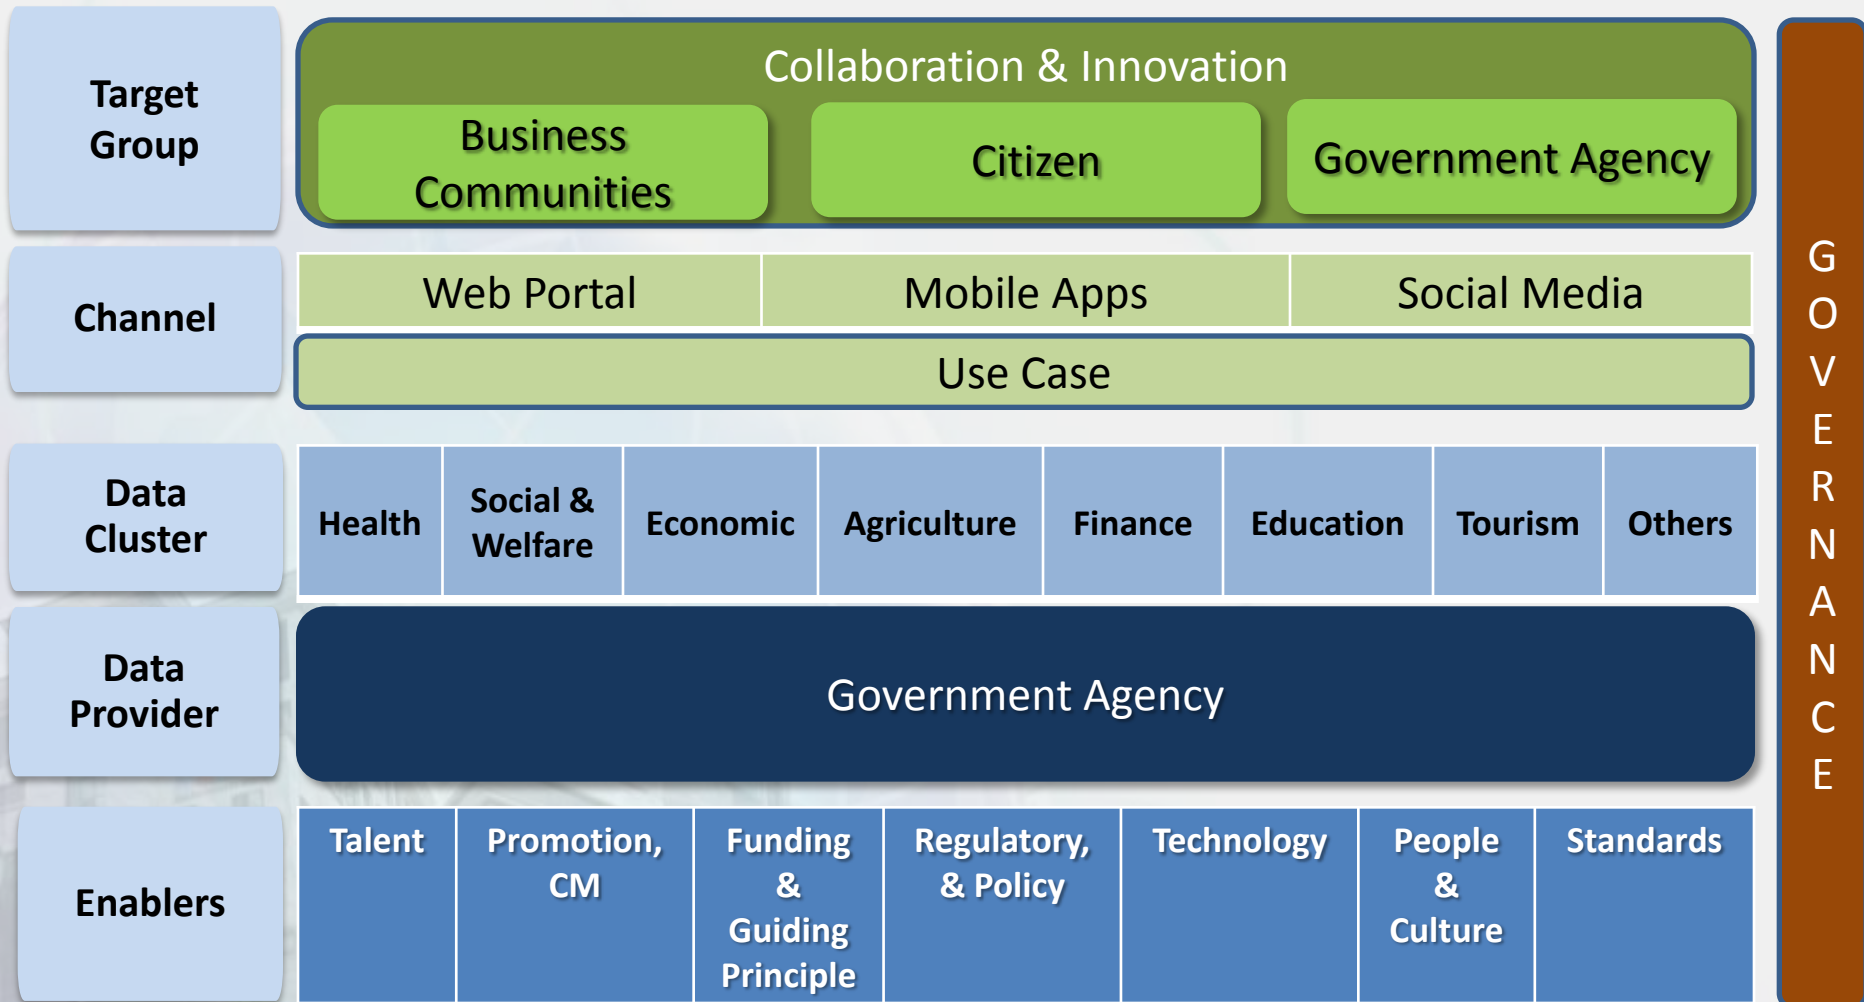 Target
Group
Collaboration & Innovation
Business
Communities
Citizen
Government Agency
Channel
Web Portal
Mobile Apps
Social Media
Use Case
Data
Cluster
Health
Social &
Welfare
Economic
Agriculture
Finance
Education
Tourism
Others
Data
Provider
Government Agency
Enablers
Talent
Promotion,
CM
Funding
&
Guiding
Principle
Regulatory,
& Policy
Technology
People
&
Culture
Standards
G
O
V
E
R
N
A
N
C
E